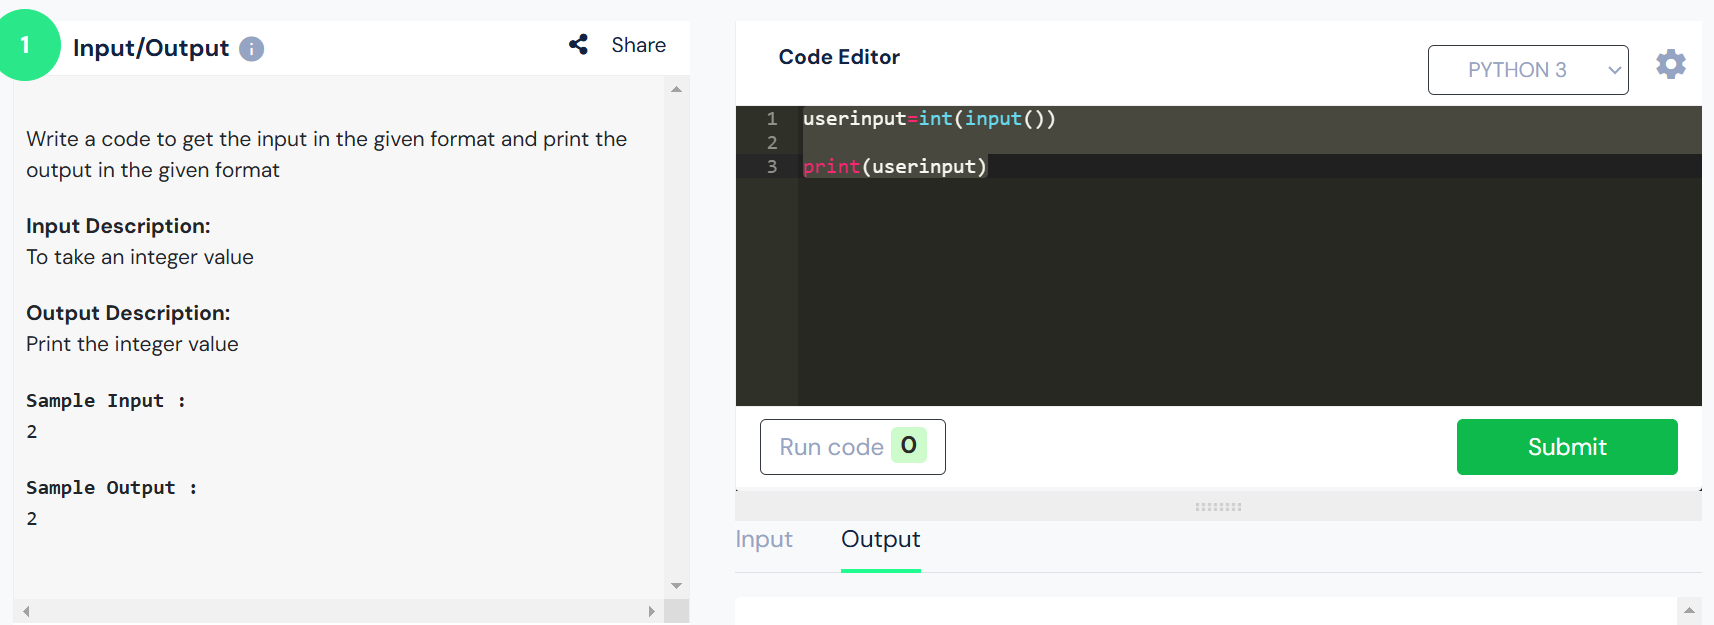 1
Input/Output i
Share
Write a code to get the input in the given format and print the
output in the given format
Input Description:
To take an integer value
Output Description:
Print the integer value
Sample Input :
2
Sample Output :
2
Code Editor
PYTHON 3
1 userinput=int(input())
2
3 print(userinput)
Run code 0
Submit
Input Output